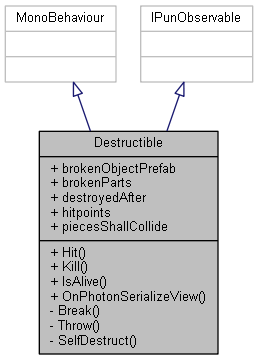 MonoBehaviour
IPunObservable
Destructible
+ brokenObjectPrefab
+ brokenParts
+ destroyedAfter
+ hitpoints
+ piecesShallCollide
+ Hit()
+ Kill()
+ IsAlive()
+ OnPhotonSerializeView()
- Break()
- Throw()
- SelfDestruct()